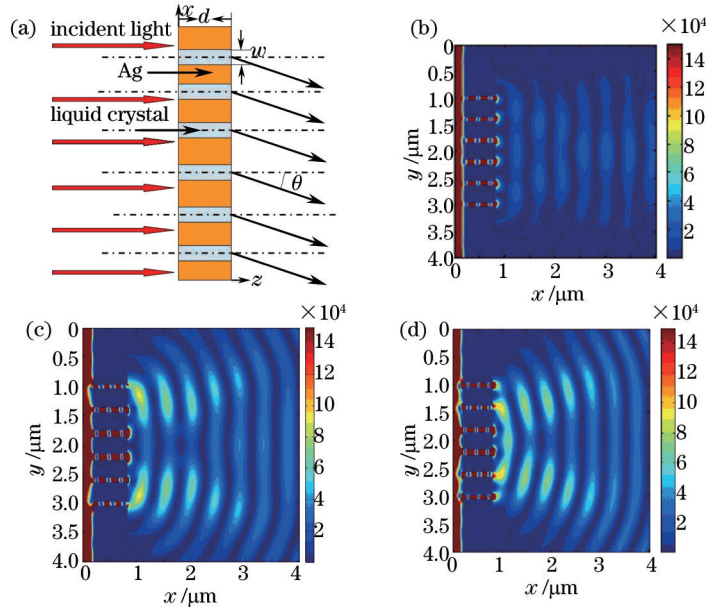 (a)
x
d
incident light
w
Ag
liquid crystal
θ
z
(b)
×10⁴
0
0.5
1.0
1.5
2.0
2.5
3.0
3.5
4.0
y /μm
0 1 2 3 4
x /μm
14
12
10
8
6
4
2
(c)
×10⁴
0
0.5
1.0
1.5
2.0
2.5
3.0
3.5
4.0
y /μm
0 1 2 3 4
x /μm
14
12
10
8
6
4
2
(d)
×10⁴
0
0.5
1.0
1.5
2.0
2.5
3.0
3.5
4.0
y /μm
0 1 2 3 4
x /μm
14
12
10
8
6
4
2